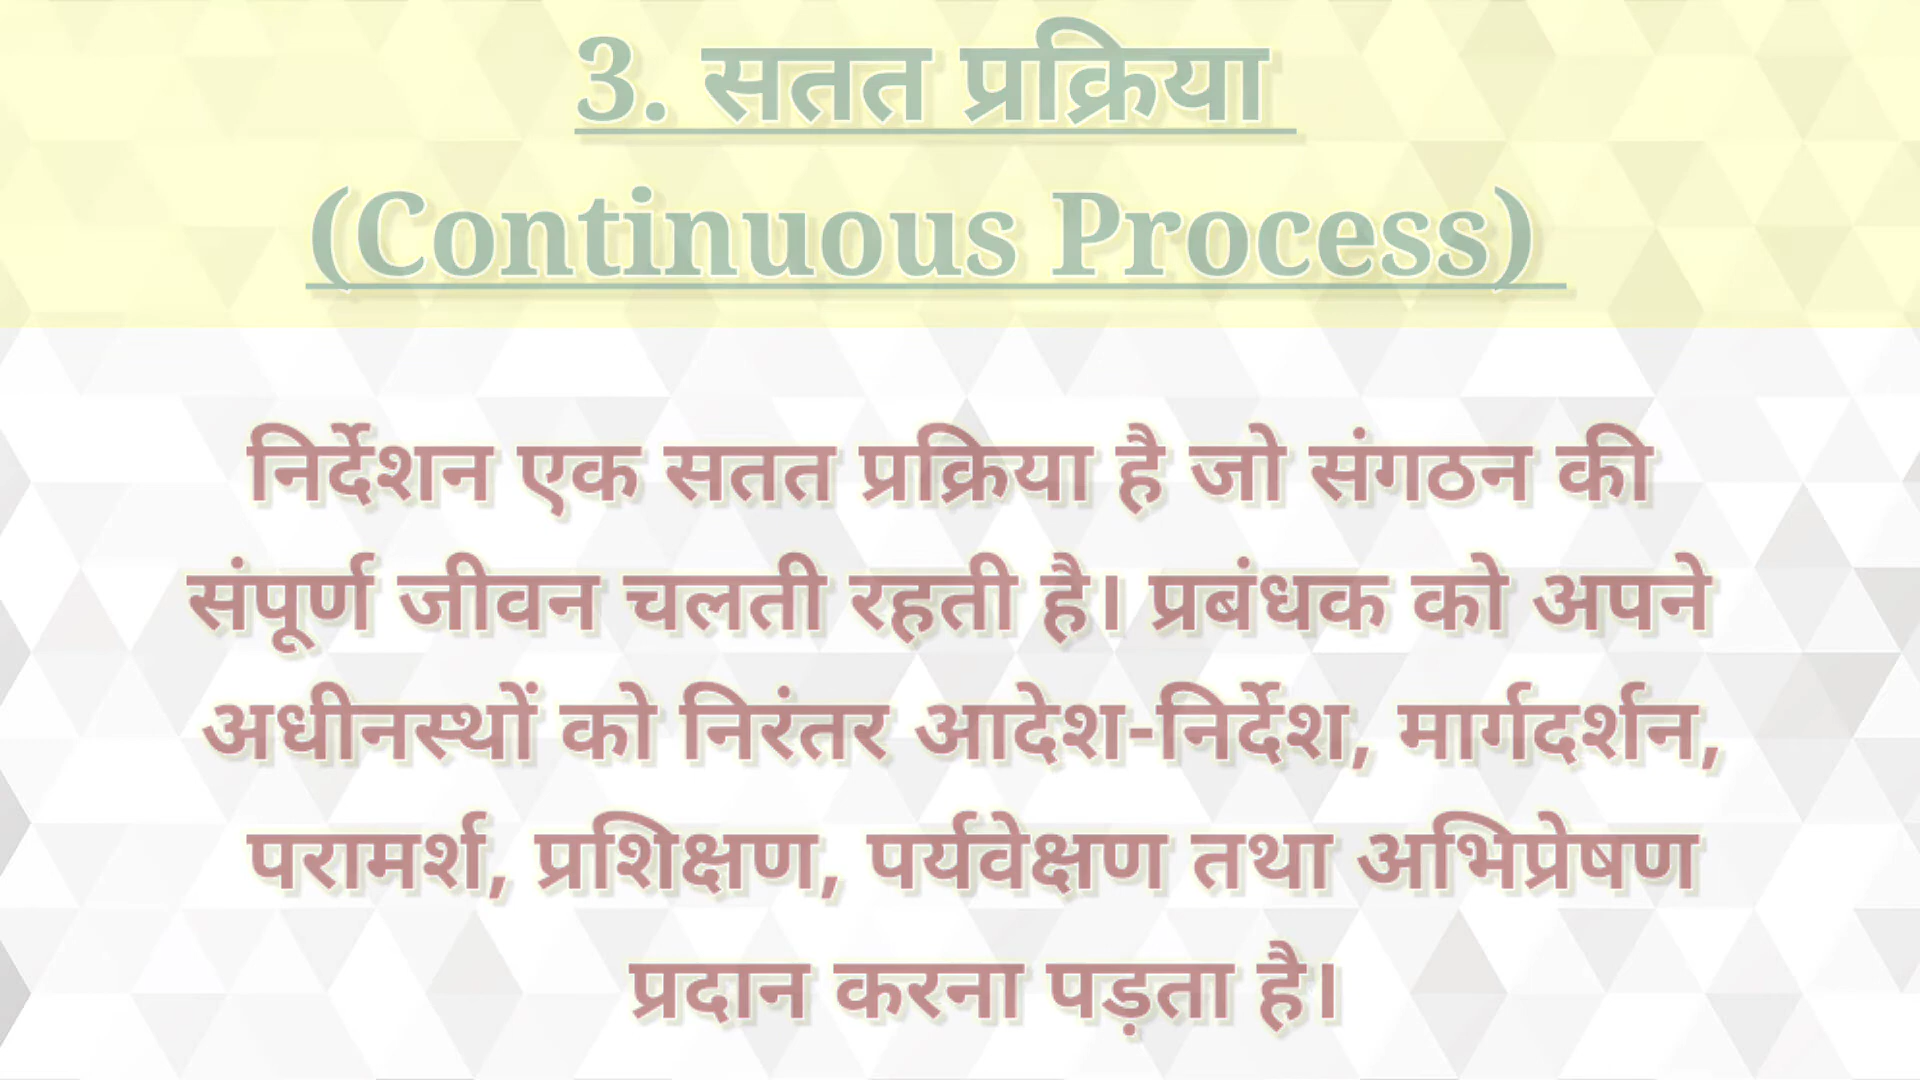 3. सतत प्रक्रिया
(Continuous Process)
निर्देशन एक सतत प्रक्रिया है जो संगठन की
संपूर्ण जीवन चलती रहती है। प्रबंधक को अपने
अधीनस्थों को निरंतर आदेश-निर्देश, मार्गदर्शन,
परामर्श, प्रशिक्षण, पर्यवेक्षण तथा अभिप्रेषण
प्रदान करना पड़ता है।